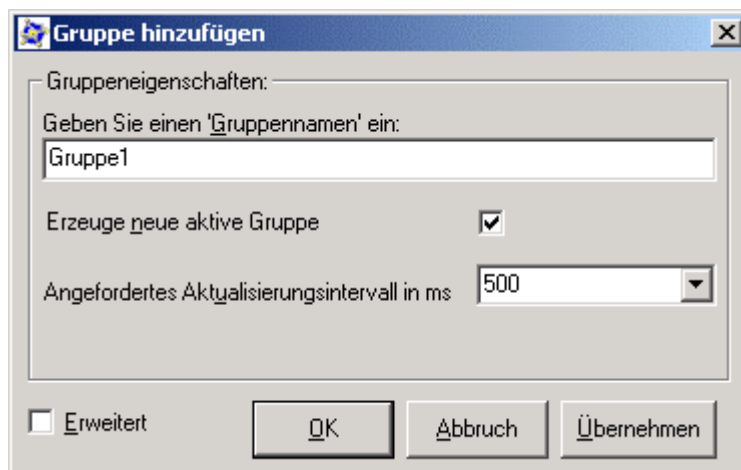 Gruppe hinzufügen
Gruppeneigenschaften:
Geben Sie einen 'Gruppennamen' ein:
Gruppe1
Erzeuge neue aktive Gruppe
Angefordertes Aktualisierungsintervall in ms
500
Erweitert
OK
Abbruch
Übernehmen